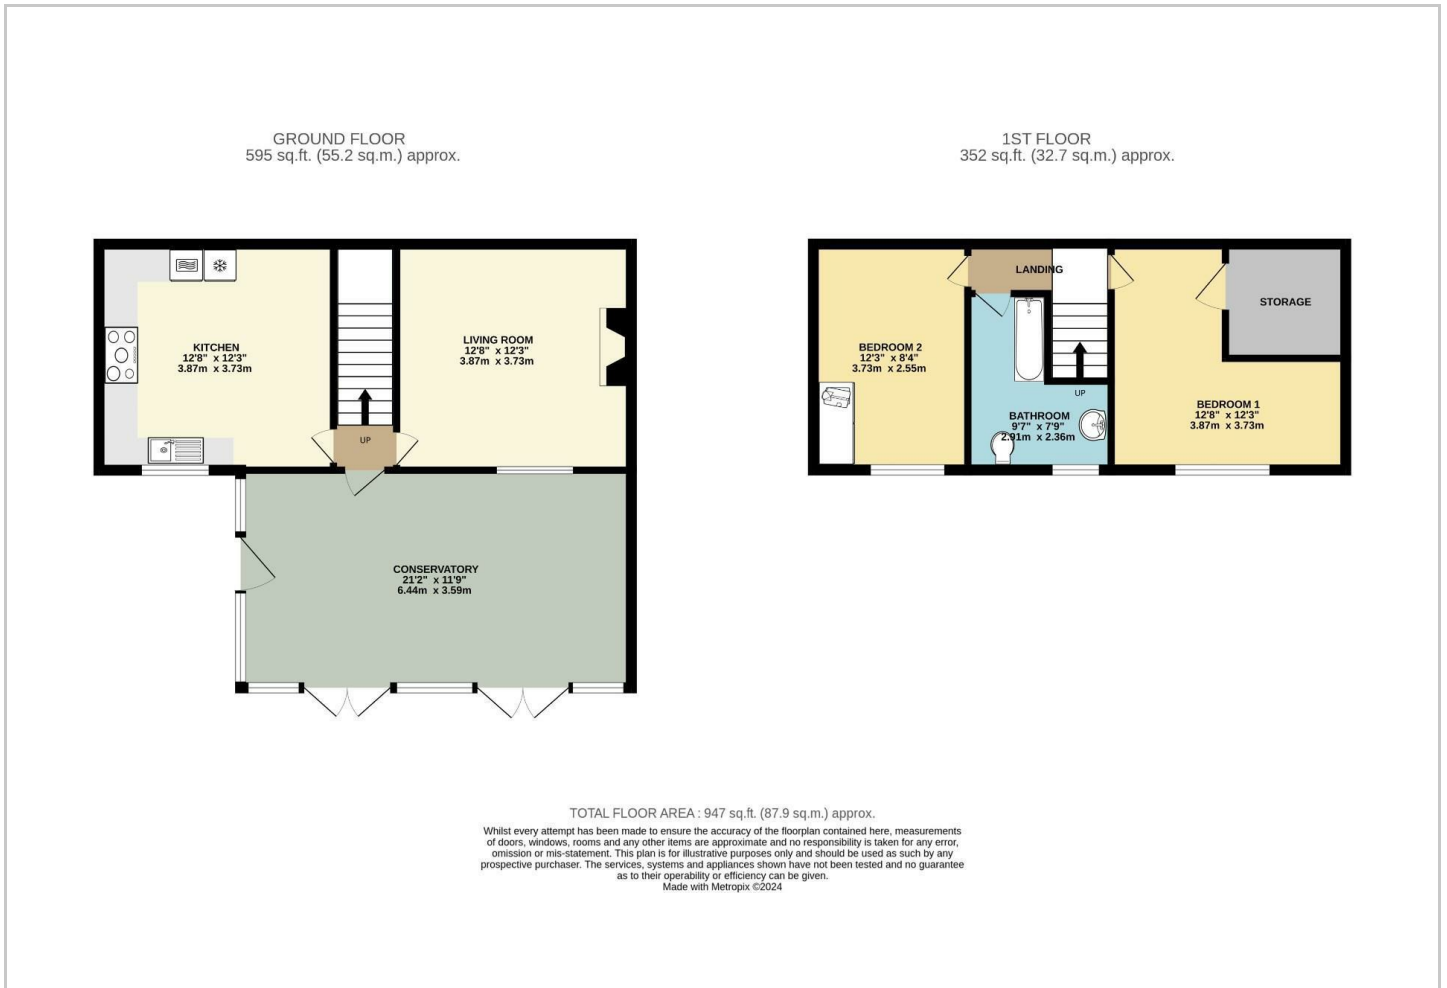 GROUND FLOOR
595 sq.ft. (55.2 sq.m.) approx.
1ST FLOOR
352 sq.ft. (32.7 sq.m.) approx.
KITCHEN
12'8" x 12'3"
3.87m x 3.73m
LIVING ROOM
12'8" x 12'3"
3.87m x 3.73m
UP
CONSERVATORY
21'2" x 11'9"
6.44m x 3.59m
LANDING
STORAGE
BEDROOM 2
12'3" x 8'4"
3.73m x 2.55m
UP
BATHROOM
9'7" x 7'9"
2.91m x 2.36m
BEDROOM 1
12'8" x 12'3"
3.87m x 3.73m
TOTAL FLOOR AREA : 947 sq.ft. (87.9 sq.m.) approx.
Whilst every attempt has been made to ensure the accuracy of the floorplan contained here, measurements
of doors, windows, rooms and any other items are approximate and no responsibility is taken for any error,
omission or mis-statement. This plan is for illustrative purposes only and should be used as such by any
prospective purchaser. The services, systems and appliances shown have not been tested and no guarantee
as to their operability or efficiency can be given.
Made with Metropix ©2024